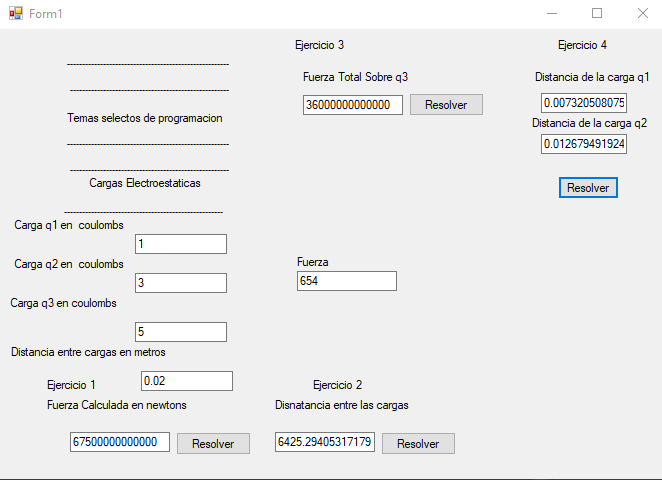 Form1
Ejercicio 3
Ejercicio 4
-----------------------------------------------------
Fuerza Total Sobre q3
Distancia de la carga q1
----------------------------------------------------
36000000000000
Resolver
0.007320508075
Temas selectos de programacion
Distancia de la carga q2
-----------------------------------------------------
0.012679491924
----------------------------------------------------
Cargas Electroestaticas
Resolver
----------------------------------------------------
Carga q1 en  coulombs
1
Carga q2 en  coulombs
Fuerza
3
654
Carga q3 en coulombs
5
Distancia entre cargas en metros
0.02
Ejercicio 1
Ejercicio 2
Fuerza Calculada en newtons
Disnatancia entre las cargas
67500000000000
Resolver
6425.29405317179
Resolver